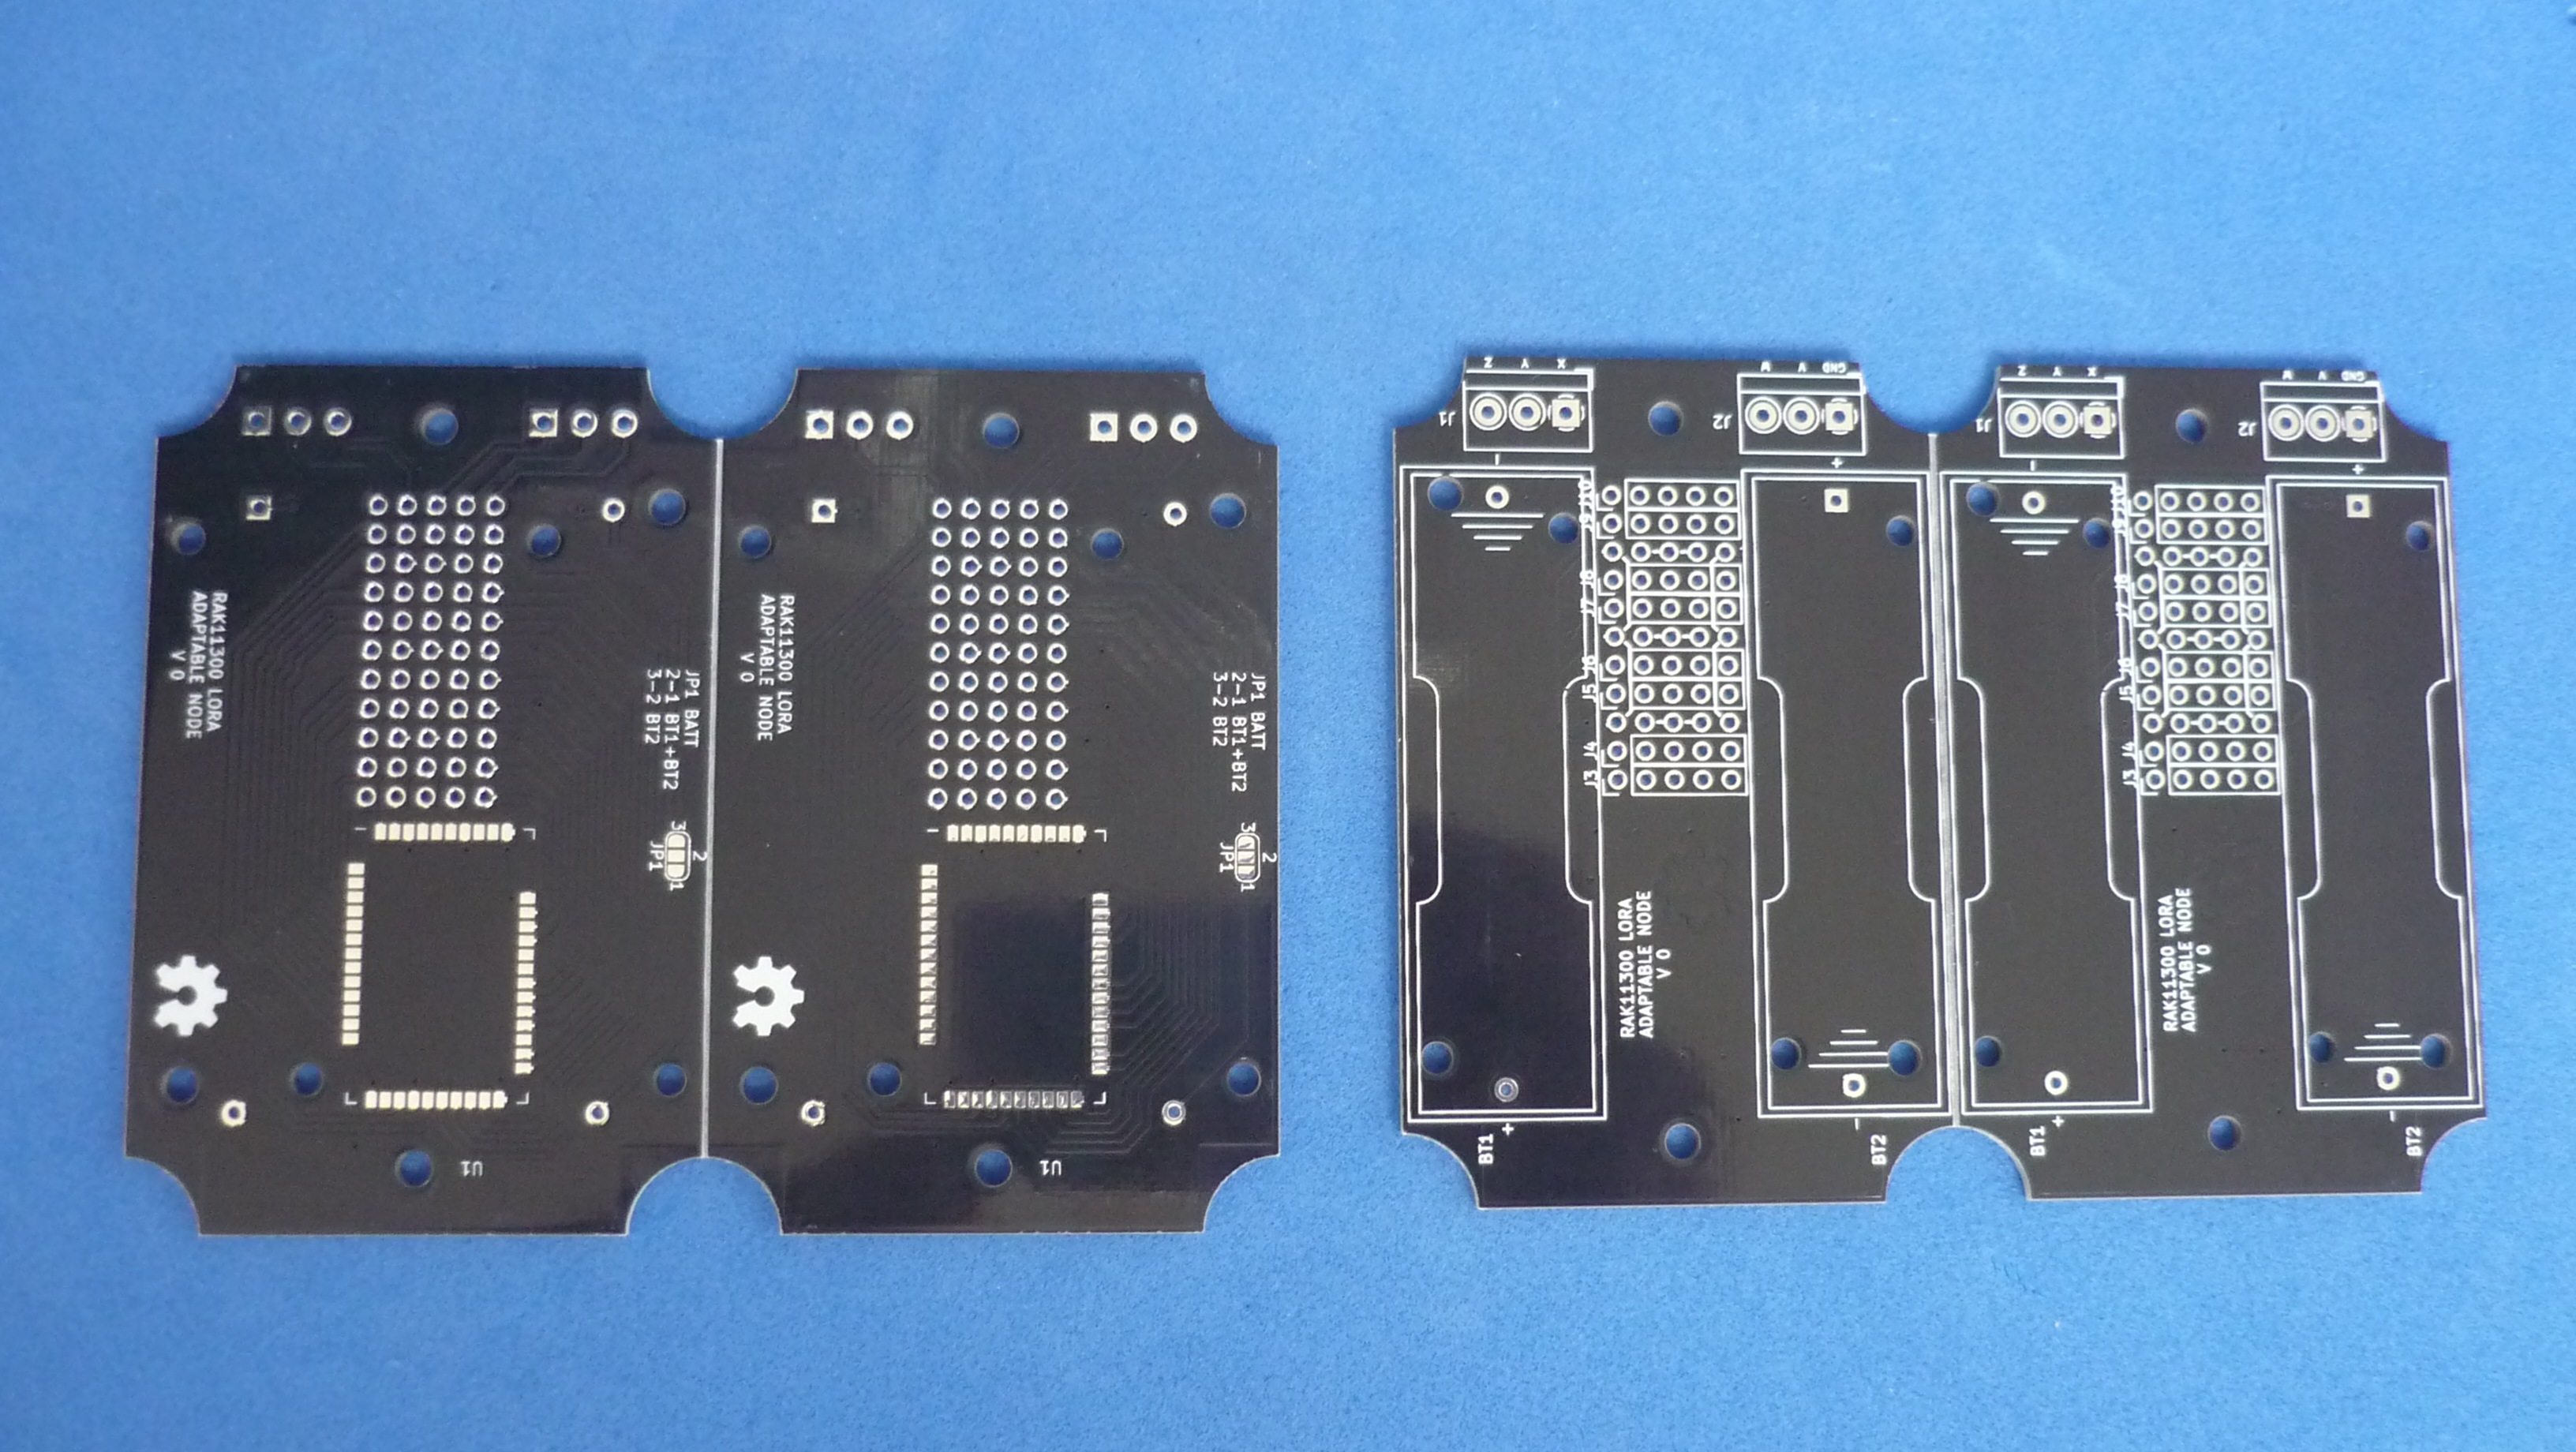 RAK11300 LORA
ADAPTABLE NODE
V 0
JP1 BATT
2-1 BT1+BT2
3-2 BT2
3
2
1
JP1
U1
RAK11300 LORA
ADAPTABLE NODE
V 0
JP1 BATT
2-1 BT1+BT2
3-2 BT2
3
2
1
JP1
U1
Z Y X
J1
-
W V GND
J2
+
J10
J9
J8
J7
J6
J5
J4
J3
RAK11300 LORA
ADAPTABLE NODE
V 0
BT1 +
- BT2
Z Y X
J1
-
W V GND
J2
+
J10
J9
J8
J7
J6
J5
J4
J3
RAK11300 LORA
ADAPTABLE NODE
V 0
BT1 +
- BT2